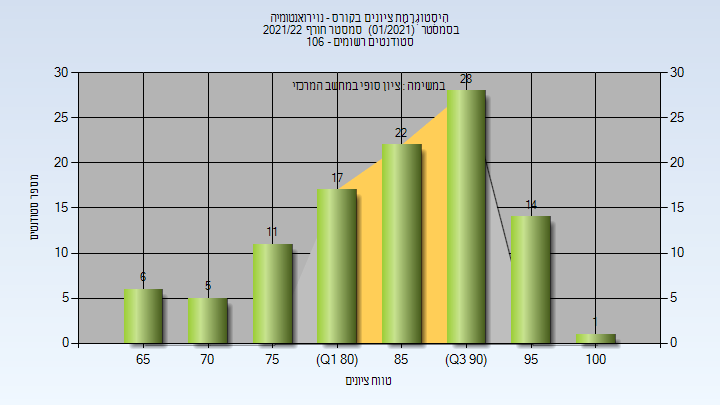 הִיסְטוֹגְרָמַת ציונים בקורס - נוירואנטומיה
בסמסטר (01/2021) סמסטר חורף 2021/22
סטודנטים רשומים - 106
במשימה : ציון סופי במחשב המרכזי
30 30
25 25
20 20
15 15
10 10
5 5
0 0
6 5 11 17 22 28 14 1
מספר סטודנטים
65 70 75 (Q1 80) 85 (Q3 90) 95 100
טווח ציונים